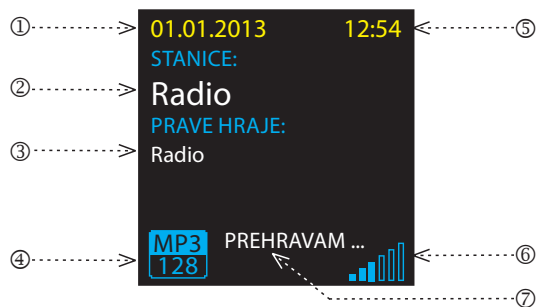 ① 01.01.2013 12:54 ⑤
STANICE:
② Radio
PRAVE HRAJE:
③ Radio
④ MP3 PREHRAVAM ... ⑥
128
⑦